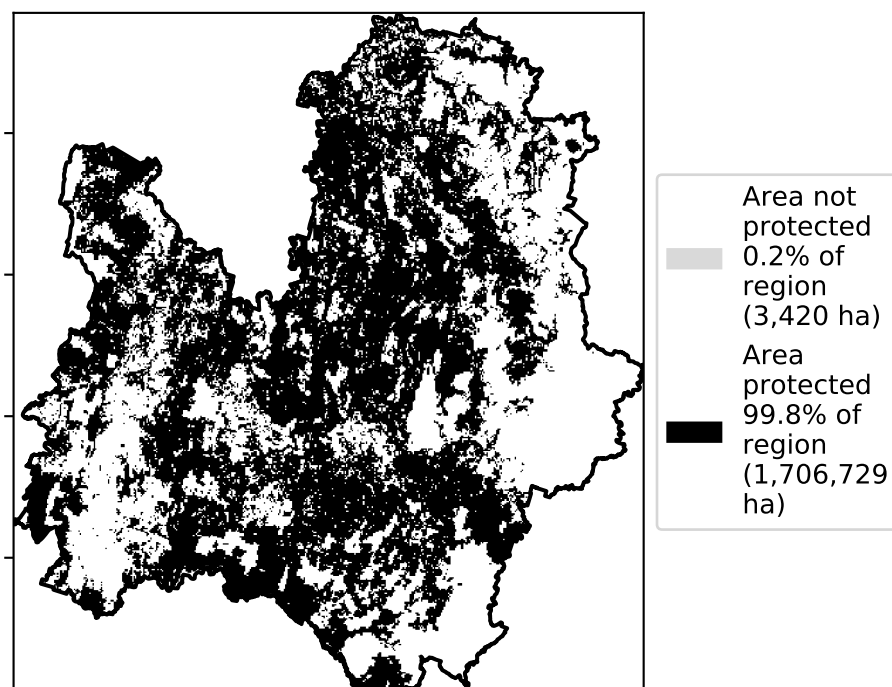 Area not
protected
0.2% of
region
(3,420 ha)
Area
protected
99.8% of
region
(1,706,729
ha)